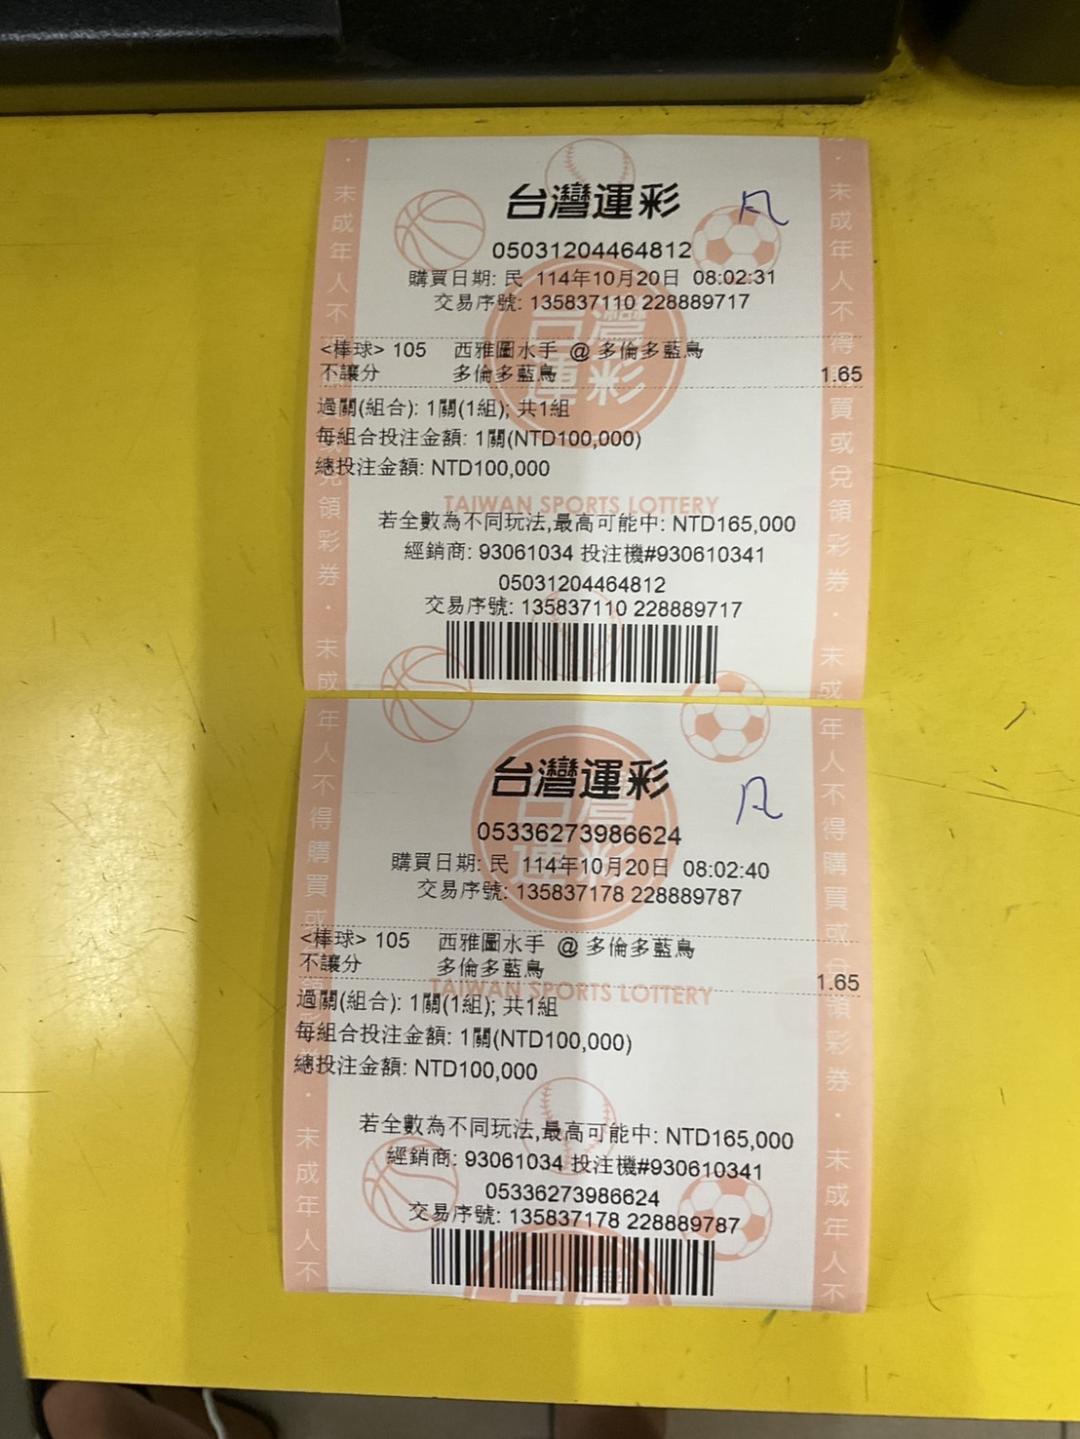 台灣運彩
05031204464812
購買日期: 民 114年10月20日 08:02:31
交易序號: 135837110 228889717
<棒球> 105 西雅圖水手 @ 多倫多藍鳥
不讓分 多倫多藍鳥 1.65
過關(組合): 1關(1組); 共1組
每組合投注金額: 1關(NTD100,000)
總投注金額: NTD100,000
TAIWAN SPORTS LOTTERY
若全數為不同玩法,最高可能中: NTD165,000
經銷商: 93061034 投注機#930610341
05031204464812
交易序號: 135837110 228889717
台灣運彩
05336273986624
購買日期: 民 114年10月20日 08:02:40
交易序號: 135837178 228889787
<棒球> 105 西雅圖水手 @ 多倫多藍鳥
不讓分 多倫多藍鳥 1.65
TAIWAN SPORTS LOTTERY
過關(組合): 1關(1組); 共1組
每組合投注金額: 1關(NTD100,000)
總投注金額: NTD100,000
若全數為不同玩法,最高可能中: NTD165,000
經銷商: 93061034 投注機#930610341
05336273986624
交易序號: 135837178 228889787
未成年人不得購買或兌領彩券